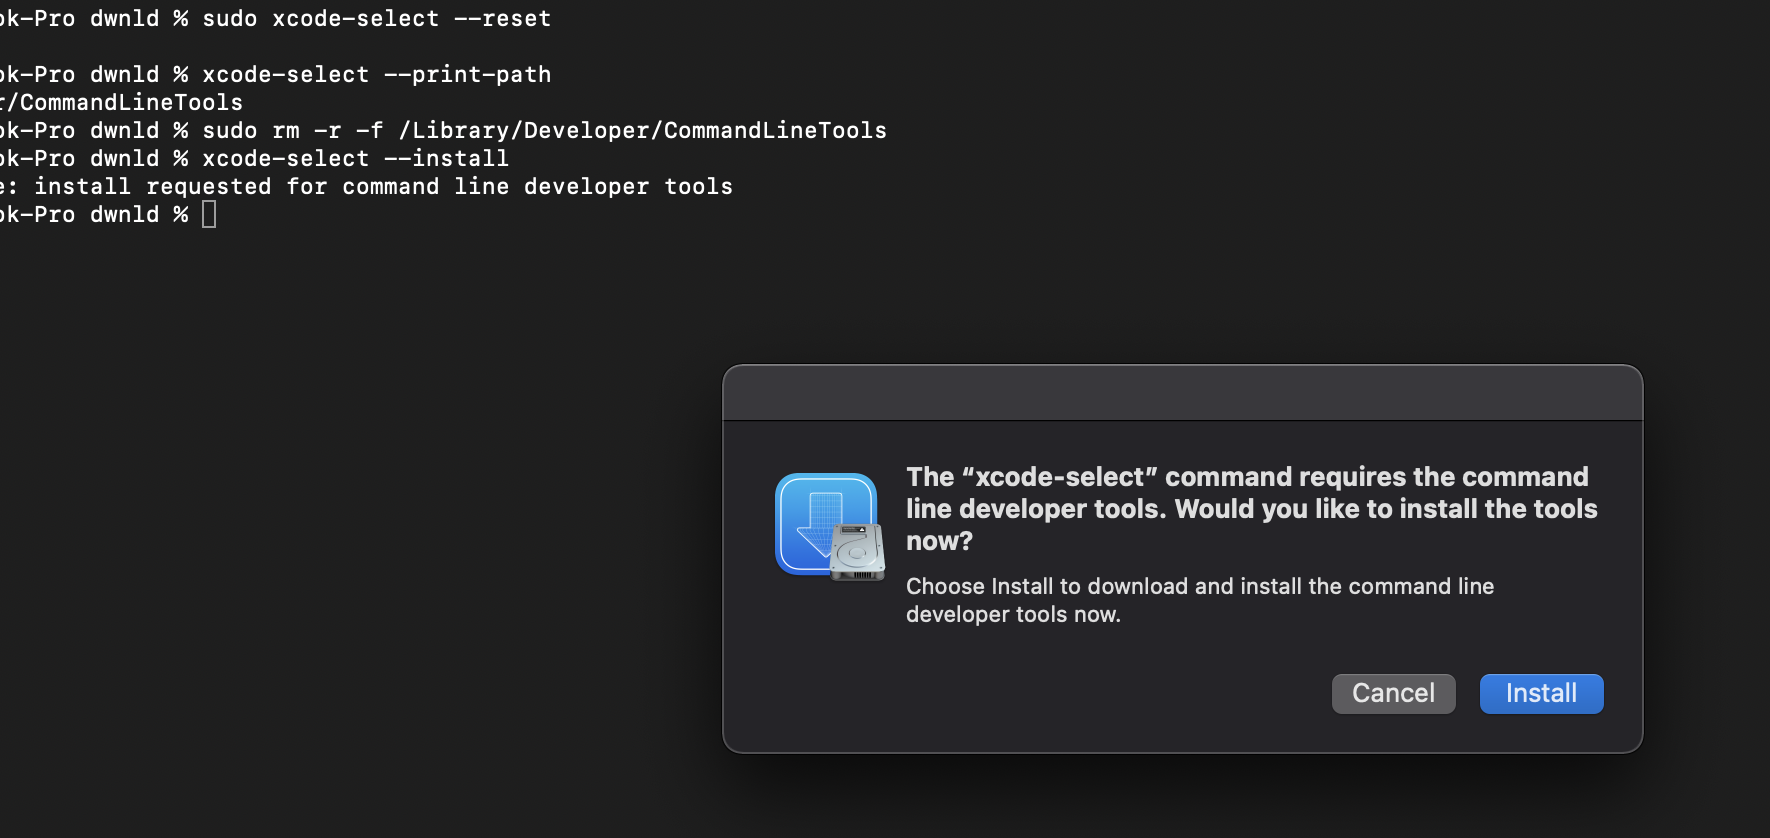 ok-Pro dwnld % sudo xcode-select --reset
ok-Pro dwnld % xcode-select --print-path
r/CommandLineTools
ok-Pro dwnld % sudo rm -r -f /Library/Developer/CommandLineTools
ok-Pro dwnld % xcode-select --install
e: install requested for command line developer tools
ok-Pro dwnld %
The “xcode-select” command requires the command
line developer tools. Would you like to install the tools
now?
Choose Install to download and install the command line
developer tools now.
Cancel
Install